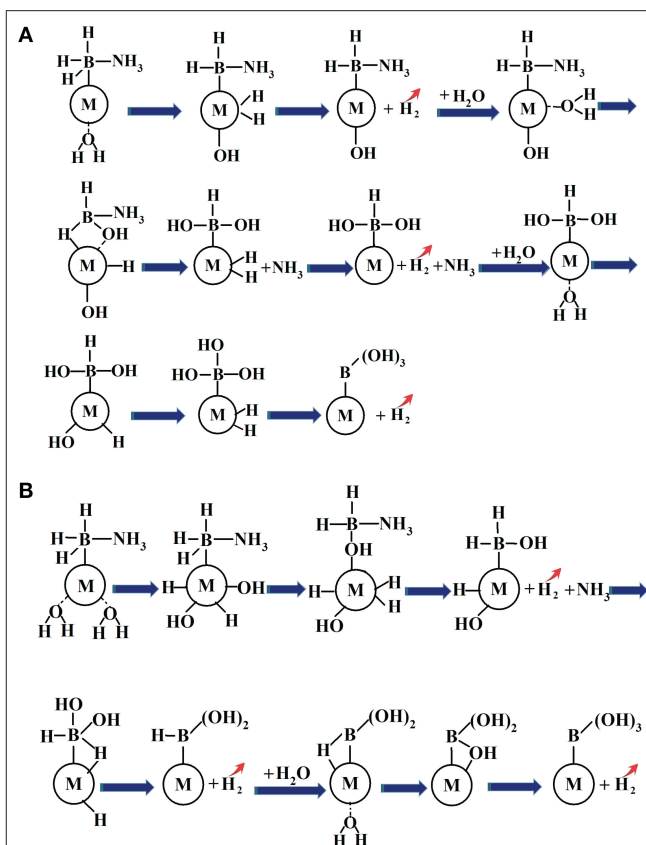 A
H H H H
H–B–NH3 H–B–NH3 H–B–NH3 H–B–NH3
H
M M H H M + H2 +H2O M O H H
O H H OH OH OH
H H H H
B–NH3 HO–B–OH HO–B–OH HO–B–OH
H OH
M–H M H H +NH3 M + H2 +NH3 +H2O M
OH O H H
H HO
HO–B–OH HO–B–OH B (OH)3
M M H H M + H2
HO H
B
H H H H
H–B–NH3 H–B–NH3 H–B–NH3 H–B–OH
H H OH
M H–M–OH H–M H H H–M + H2 +NH3
O H H O H H HO H HO HO
HO
H–B OH H–B (OH)2 H–B (OH)2 B (OH)2 B (OH)3
H H OH
M M + H2 +H2O M M M + H2
H O H H